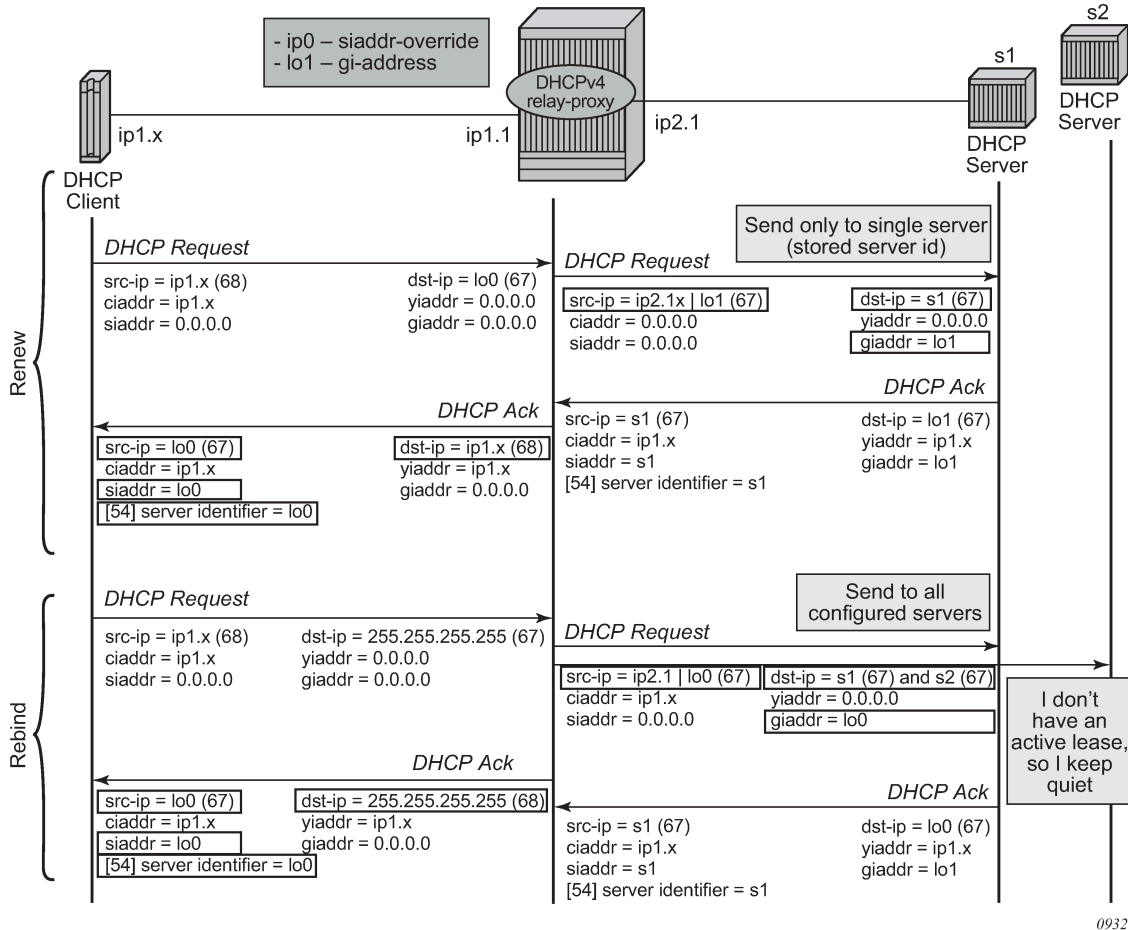 s2
- ip0 – siaddr-override
- lo1 – gi-address
s1
DHCPv4
relay-proxy
DHCP
Server
ip1.x
ip1.1
ip2.1
DHCP
Server
DHCP
Client
Renew
Send only to single server
(stored server id)
DHCP Request
src-ip = ip1.x (68)
ciaddr = ip1.x
siaddr = 0.0.0.0
dst-ip = lo0 (67)
yiaddr = 0.0.0.0
giaddr = 0.0.0.0
DHCP Request
src-ip = ip2.1x | lo1 (67)
ciaddr = 0.0.0.0
siaddr = 0.0.0.0
dst-ip = s1 (67)
yiaddr = 0.0.0.0
giaddr = lo1
DHCP Ack
src-ip = s1 (67)
ciaddr = ip1.x
siaddr = s1
[54] server identifier = s1
dst-ip = lo1 (67)
yiaddr = ip1.x
giaddr = lo1
DHCP Ack
src-ip = lo0 (67)
ciaddr = ip1.x
siaddr = lo0
[54] server identifier = lo0
dst-ip = ip1.x (68)
yiaddr = ip1.x
giaddr = 0.0.0.0
Rebind
Send to all
configured servers
DHCP Request
src-ip = ip1.x (68)
ciaddr = ip1.x
siaddr = 0.0.0.0
dst-ip = 255.255.255.255 (67)
yiaddr = 0.0.0.0
giaddr = 0.0.0.0
DHCP Request
src-ip = ip2.1 | lo0 (67)
ciaddr = ip1.x
siaddr = 0.0.0.0
dst-ip = s1 (67) and s2 (67)
yiaddr = 0.0.0.0
giaddr = lo0
I don't
have an
active lease,
so I keep
quiet
DHCP Ack
src-ip = s1 (67)
ciaddr = ip1.x
siaddr = s1
[54] server identifier = s1
dst-ip = lo0 (67)
yiaddr = ip1.x
giaddr = lo1
DHCP Ack
src-ip = lo0 (67)
ciaddr = ip1.x
siaddr = lo0
[54] server identifier = lo0
dst-ip = 255.255.255.255 (68)
yiaddr = ip1.x
giaddr = 0.0.0.0
0932